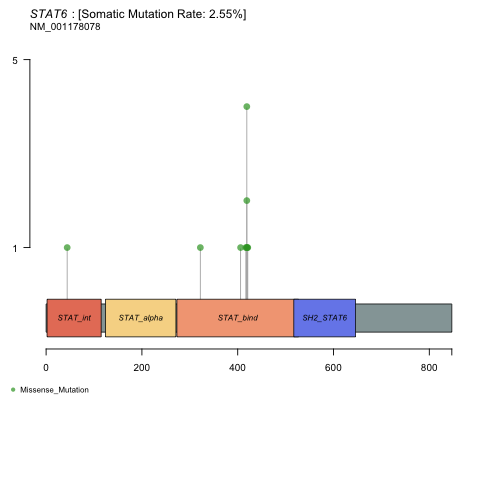 STAT6 : [Somatic Mutation Rate: 2.55%]
NM_001178078
5
1
STAT_int STAT_alpha STAT_bind SH2_STAT6
0 200 400 600 800
Missense_Mutation